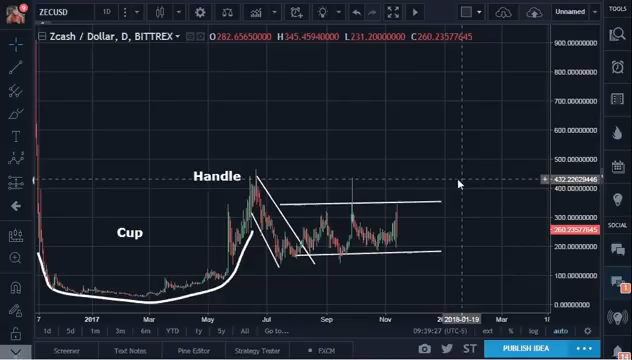 ZECUSD
1D
Unnamed
TOOLS
Zcash / Dollar, D, BITTREX
O282.65650000 H345.45940000 L231.20000000 C260.23577645
900.00000000
800.00000000
700.00000000
600.00000000
500.00000000
432.22629446
400.00000000
300.00000000
260.23577645
200.00000000
100.00000000
0.00000000
Handle
Cup
SOCIAL
1
7 2017 Mar May Jul Sep Nov 2018-01-19 Mar
1d 5d 1m 3m 6m YTD 1y 5y All Go to...
09:39:27 (UTC-5) ext % log auto
Screener Text Notes Pine Editor Strategy Tester FXCM
ST PUBLISH IDEA
14